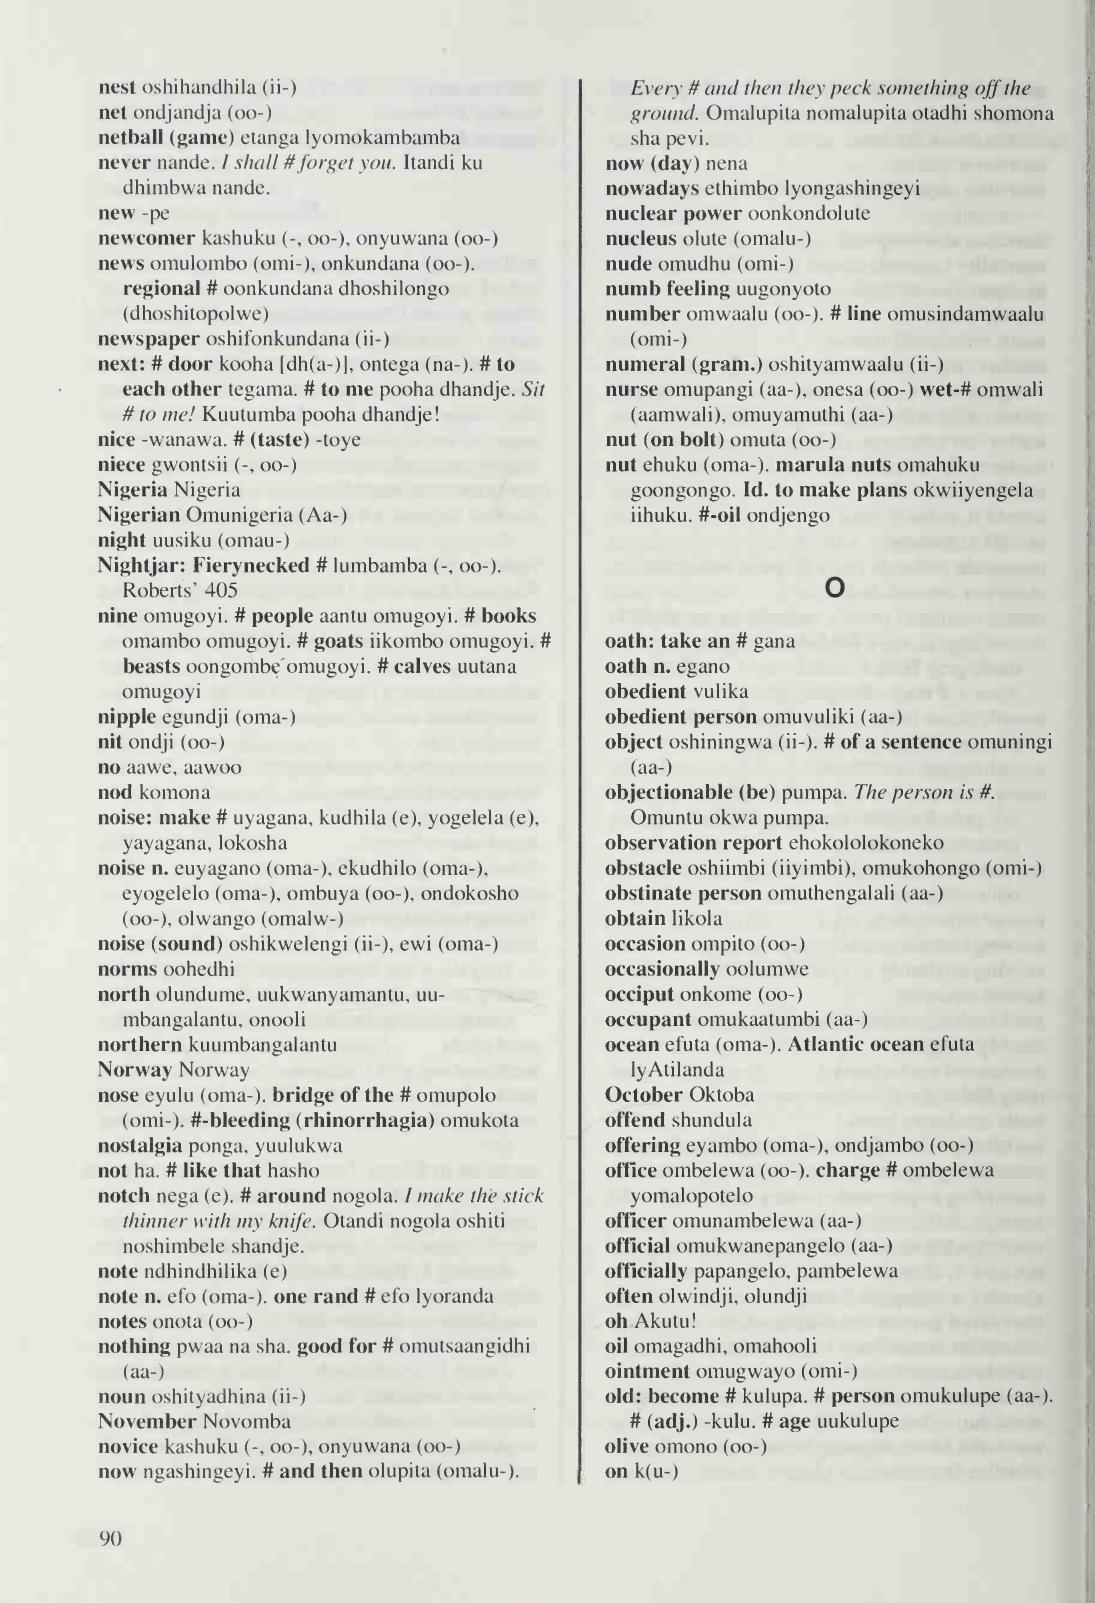 nest oshihandhila (ii-)
net ondjandja (oo-)
netball (game) etanga lyomokambamba
never nande. I shall # forget you. Itandi ku
dhimbwa nande.
new -pe
newcomer kashuku (-, oo-), onyuwana (oo-)
news omulombo (omi-), onkundana (oo-).
regional # oonkundana dhoshilongo
(dhoshitopolwe)
newspaper oshifonkundana (ii-)
next: # door kooha [dh(a-)], ontega (na-). # to
each other tegama. # to me pooha dhandje. Sit
# to me! Kuutumba pooha dhandje!
nice -wanawa. # (taste) -toye
niece gwontsii (-, oo-)
Nigeria Nigeria
Nigerian Omunigeria (Aa-)
night uusiku (omau-)
Nightjar: Fierynecked # lumbamba (-, oo-).
Roberts' 405
nine omugoyi. # people aantu omugoyi. # books
omambo omugoyi. # goats iikombo omugoyi. #
beasts oongombe omugoyi. # calves uutana
omugoyi
nipple egundji (oma-)
nit ondji (oo-)
no aawe, aawoo
nod komona
noise: make # uyagana, kudhila (e), yogelela (e),
yayagana, lokosha
noise n. euyagano (oma-), ekudhilo (oma-),
eyogelelo (oma-), ombuya (oo-), ondokosho
(oo-), olwango (omalw-)
noise (sound) oshikwelengi (ii-), ewi (oma-)
norms oohedhi
north olundume, uukwanyamantu, uu-
mbangalantu, onooli
northern kuumbangalantu
Norway Norway
nose eyulu (oma-). bridge of the # omupolo
(omi-). #-bleeding (rhinorrhagia) omukota
nostalgia ponga, yuulukwa
not ha. # like that hasho
notch nega (e). # around nogola. I make the stick
thinner with my knife. Otandi nogola oshiti
noshimbele shandje.
note ndhindhilika (e)
note n. efo (oma-). one rand # efo lyoranda
notes onota (oo-)
nothing pwaa na sha. good for # omutsaangidhi
(aa-)
noun oshityadhina (ii-)
November Novomba
novice kashuku (-, oo-), onyuwana (oo-)
now ngashingeyi. # and then olupita (omalu-).
90
Every # and then they peck something off the
ground. Omalupita nomalupita otadhi shomona
sha pevi.
now (day) nena
nowadays ethimbo lyongashingeyi
nuclear power oonkondolute
nucleus olute (omalu-)
nude omudhu (omi-)
numb feeling uugonyoto
number omwaalu (oo-). # line omusindamwaalu
(omi-)
numeral (gram.) oshityamwaalu (ii-)
nurse omupangi (aa-), onesa (oo-) wet-# omwali
(aamwali), omuyamuthi (aa-)
nut (on bolt) omuta (oo-)
nut ehuku (oma-). marula nuts omahuku
goongongo. Id. to make plans okwiiyengela
iihuku. #-oil ondjengo
O
oath: take an # gana
oath n. egano
obedient vulika
obedient person omuvuliki (aa-)
object oshiningwa (ii-). # of a sentence omuningi
(aa-)
objectionable (be) pumpa. The person is #.
Omuntu okwa pumpa.
observation report ehokololokoneko
obstacle oshiimbi (iiyimbi), omukohongo (omi-)
obstinate person omuthengalali (aa-)
obtain likola
occasion ompito (oo-)
occasionally oolumwe
occiput onkome (oo-)
occupant omukaatumbi (aa-)
ocean efuta (oma-). Atlantic ocean efuta
lyAtilanda
October Oktoba
offend shundula
offering eyambo (oma-), ondjambo (oo-)
office ombelewa (oo-). charge # ombelewa
yomalopotelo
officer omunambelewa (aa-)
official omukwanepangelo (aa-)
officially papangelo, pambelewa
often olwindji, olundji
oh Akutu!
oil omagadhi, omahooli
ointment omugwayo (omi-)
old: become # kulupa. # person omukulupe (aa-).
# (adj.) -kulu. # age uukulupe
olive omono (oo-)
on k(u-)